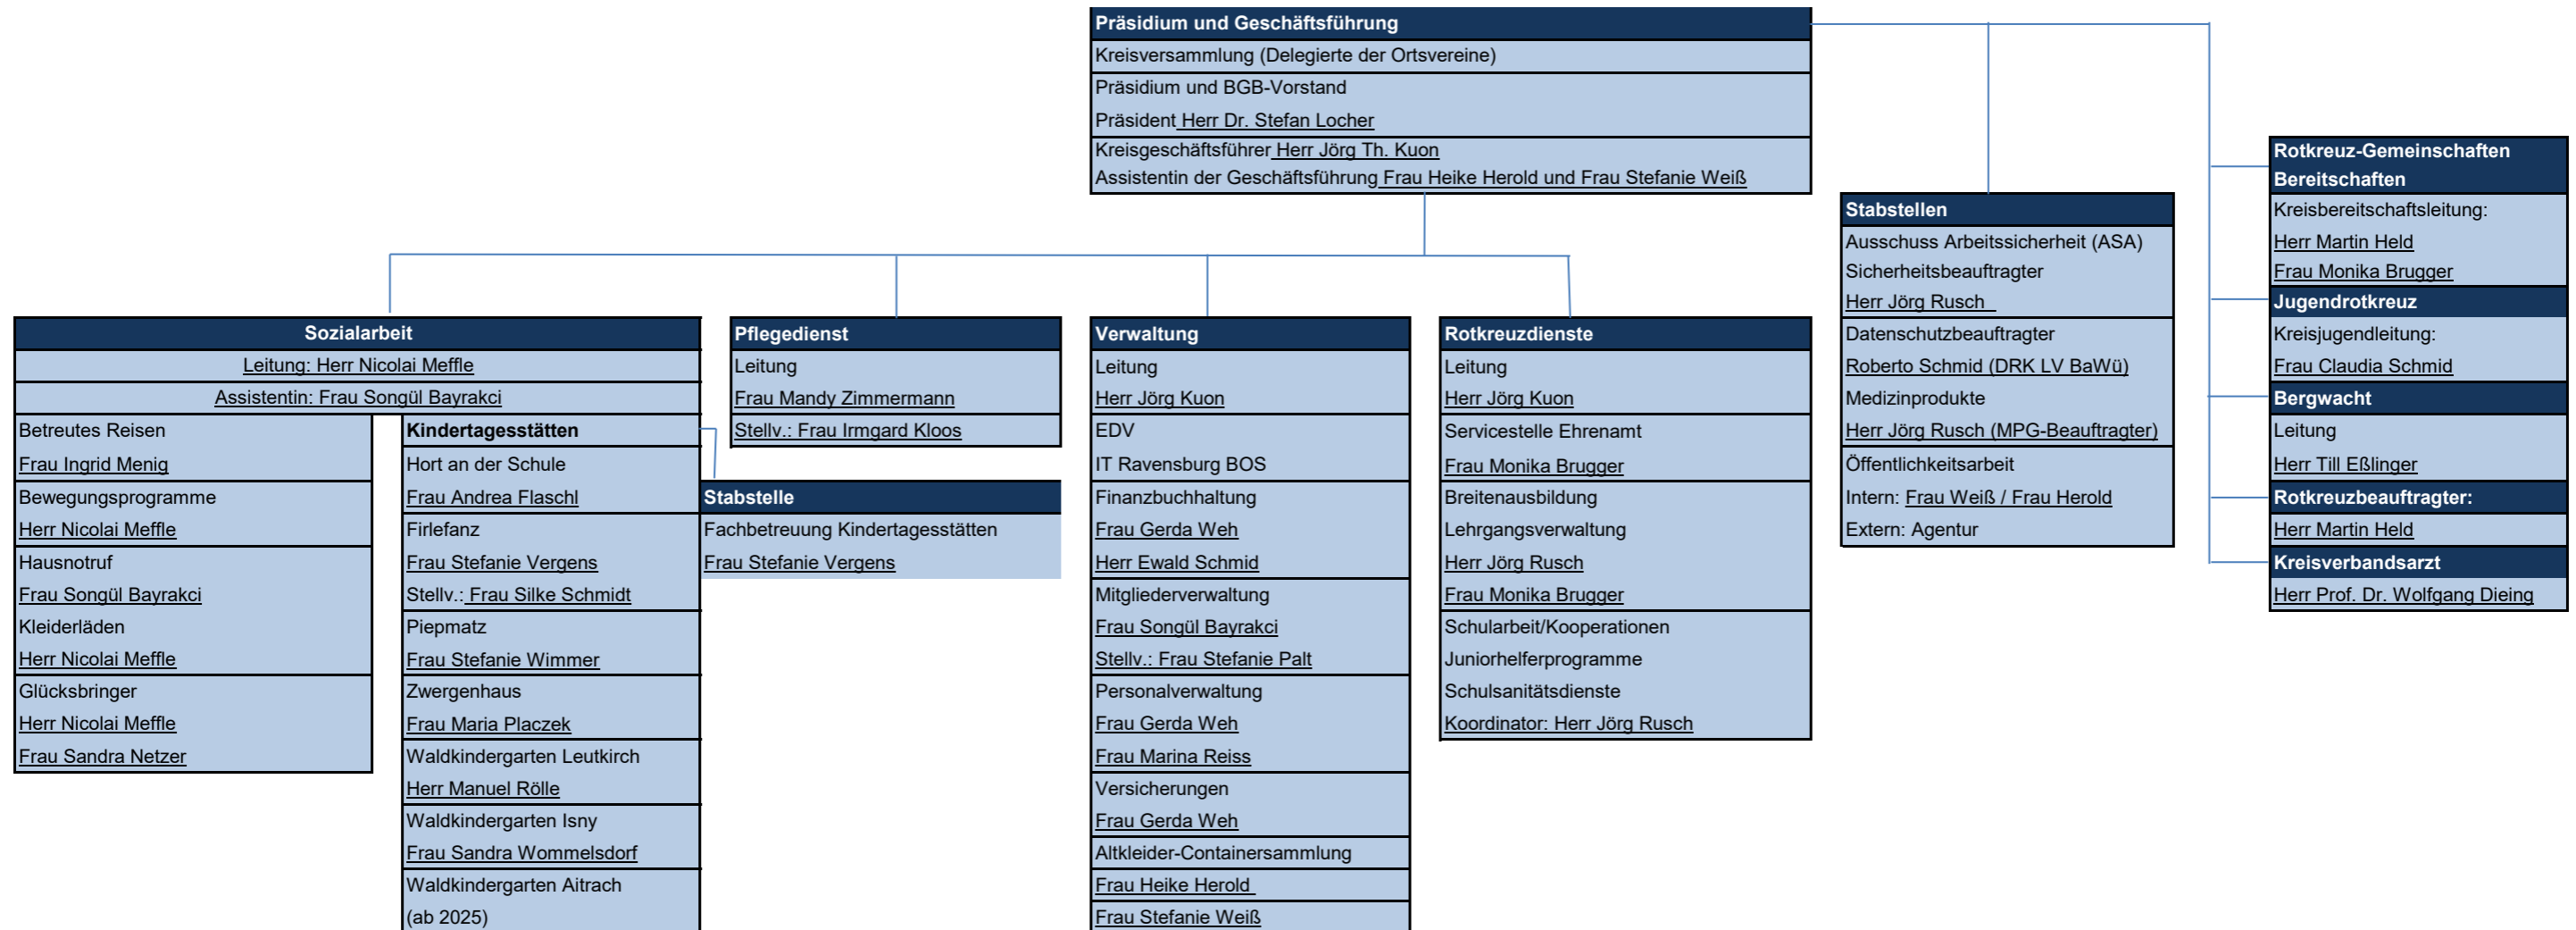 Präsidium und Geschäftsführung
Kreisversammlung (Delegierte der Ortsvereine)
Präsidium und BGB-Vorstand
Präsident Herr Dr. Stefan Locher
Kreisgeschäftsführer Herr Jörg Th. Kuon
Assistentin der Geschäftsführung Frau Heike Herold und Frau Stefanie Weiß
Sozialarbeit
Leitung: Herr Nicolai Meffle
Assistentin: Frau Songül Bayrakci
Betreutes Reisen
Frau Ingrid Menig
Bewegungsprogramme
Herr Nicolai Meffle
Hausnotruf
Frau Songül Bayrakci
Kleiderläden
Herr Nicolai Meffle
Glücksbringer
Herr Nicolai Meffle
Frau Sandra Netzer
Kindertagesstätten
Hort an der Schule
Frau Andrea Flaschl
Firlefanz
Frau Stefanie Vergens
Stellv.: Frau Silke Schmidt
Piepmatz
Frau Stefanie Wimmer
Zwergenhaus
Frau Maria Placzek
Waldkindergarten Leutkirch
Herr Manuel Rölle
Waldkindergarten Isny
Frau Sandra Wommelsdorf
Waldkindergarten Aitrach
(ab 2025)
Pflegedienst
Leitung
Frau Mandy Zimmermann
Stellv.: Frau Irmgard Kloos
Stabstelle
Fachbetreuung Kindertagesstätten
Frau Stefanie Vergens
Verwaltung
Leitung
Herr Jörg Kuon
EDV
IT Ravensburg BOS
Finanzbuchhaltung
Frau Gerda Weh
Herr Ewald Schmid
Mitgliederverwaltung
Frau Songül Bayrakci
Stellv.: Frau Stefanie Palt
Personalverwaltung
Frau Gerda Weh
Frau Marina Reiss
Versicherungen
Frau Gerda Weh
Altkleider-Containersammlung
Frau Heike Herold
Frau Stefanie Weiß
Rotkreuzdienste
Leitung
Herr Jörg Kuon
Servicestelle Ehrenamt
Frau Monika Brugger
Breitenausbildung
Lehrgangsverwaltung
Herr Jörg Rusch
Frau Monika Brugger
Schularbeit/Kooperationen
Juniorhelferprogramme
Schulsanitätsdienste
Koordinator: Herr Jörg Rusch
Stabstellen
Ausschuss Arbeitssicherheit (ASA)
Sicherheitsbeauftragter
Herr Jörg Rusch
Datenschutzbeauftragter
Roberto Schmid (DRK LV BaWü)
Medizinprodukte
Herr Jörg Rusch (MPG-Beauftragter)
Öffentlichkeitsarbeit
Intern: Frau Weiß / Frau Herold
Extern: Agentur
Rotkreuz-Gemeinschaften
Bereitschaften
Kreisbereitschaftsleitung:
Herr Martin Held
Frau Monika Brugger
Jugendrotkreuz
Kreisjugendleitung:
Frau Claudia Schmid
Bergwacht
Leitung
Herr Till Eßlinger
Rotkreuzbeauftragter:
Herr Martin Held
Kreisverbandsarzt
Herr Prof. Dr. Wolfgang Dieing